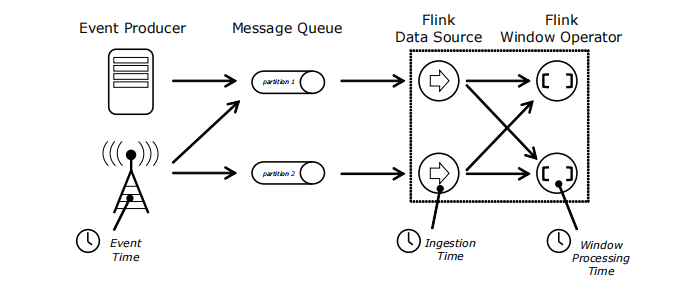 Event Producer
Message Queue
Flink
Data Source
Flink
Window Operator
partition 1
partition 2
Event
Time
Ingestion
Time
Window
Processing
Time